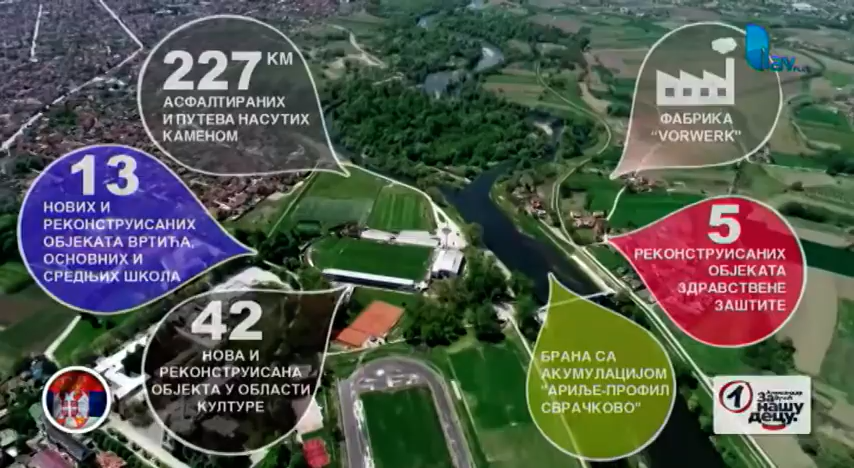 227 КМ
АСФАЛТИРАНИХ
И ПУТЕВА НАСУТИХ
КАМЕНОМ
ФАБРИКА
"VORWERK"
13
НОВИХ И
РЕКОНСТРУИСАНИХ
ОБЈЕКАТА ВРТИЋА,
ОСНОВНИХ И
СРЕДЊИХ ШКОЛА
5
РЕКОНСТРУИСАНИХ
ОБЈЕКАТА
ЗДРАВСТВЕНЕ
ЗАШТИТЕ
42
НОВА И
РЕКОНСТРУИСАНА
ОБЈЕКТА У ОБЛАСТИ
КУЛТУРЕ
БРАНА СА
АКУМУЛАЦИЈОМ
"АРИЉЕ-ПРОФИЛ
СВРАЧКОВО"
1
За
нашу
децу.